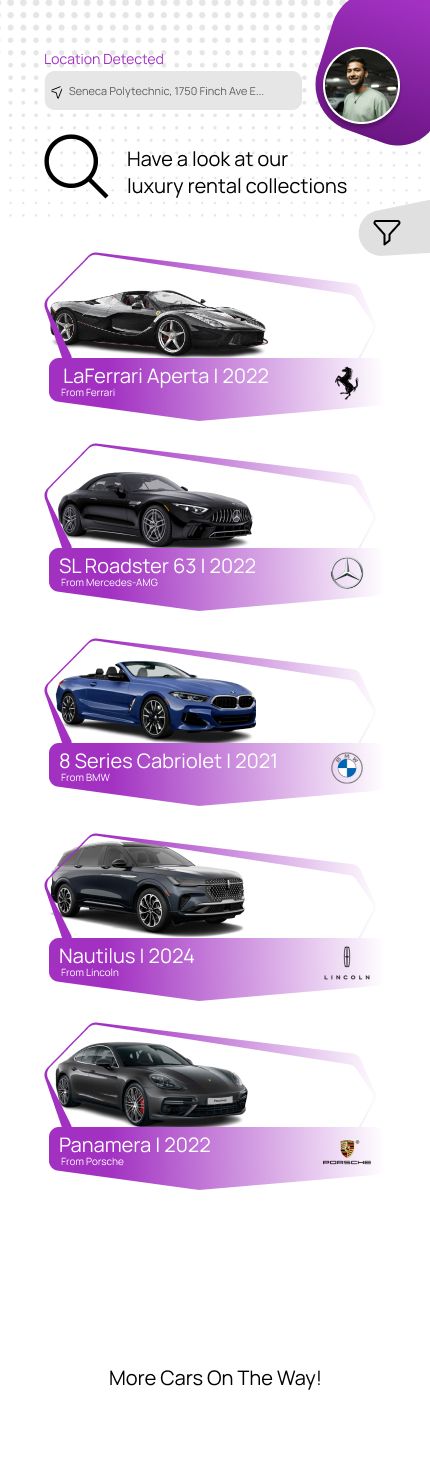 Location Detected
Seneca Polytechnic, 1750 Finch Ave E...
Have a look at our
luxury rental collections
LaFerrari Aperta | 2022
From Ferrari
SL Roadster 63 | 2022
From Mercedes-AMG
8 Series Cabriolet | 2021
From BMW
BMW
Nautilus | 2024
From Lincoln
LINCOLN
Panamera | 2022
From Porsche
PORSCHE
More Cars On The Way!